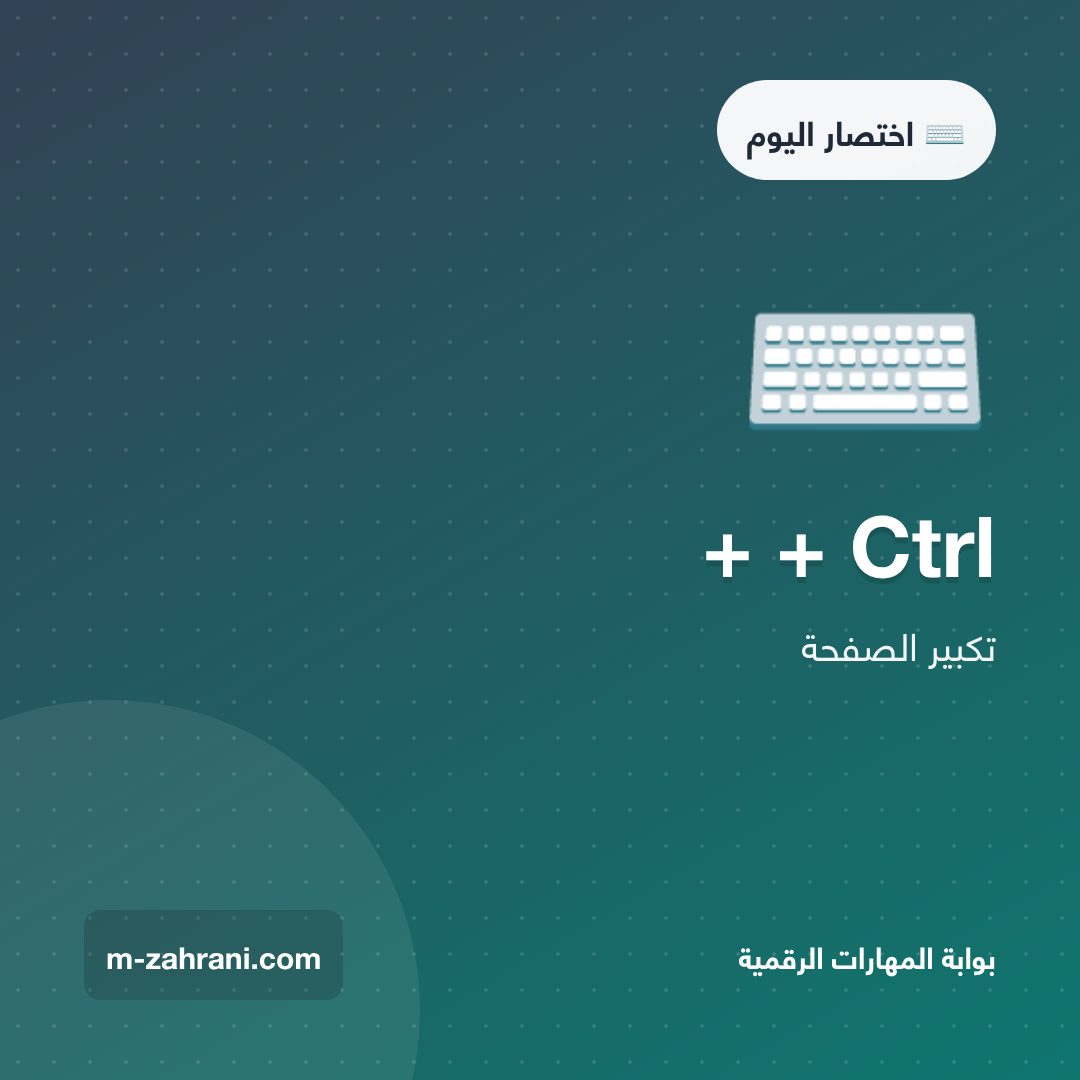 ⌨️ اختصار اليوم
Ctrl + +
تكبير الصفحة
بوابة المهارات الرقمية
m-zahrani.com